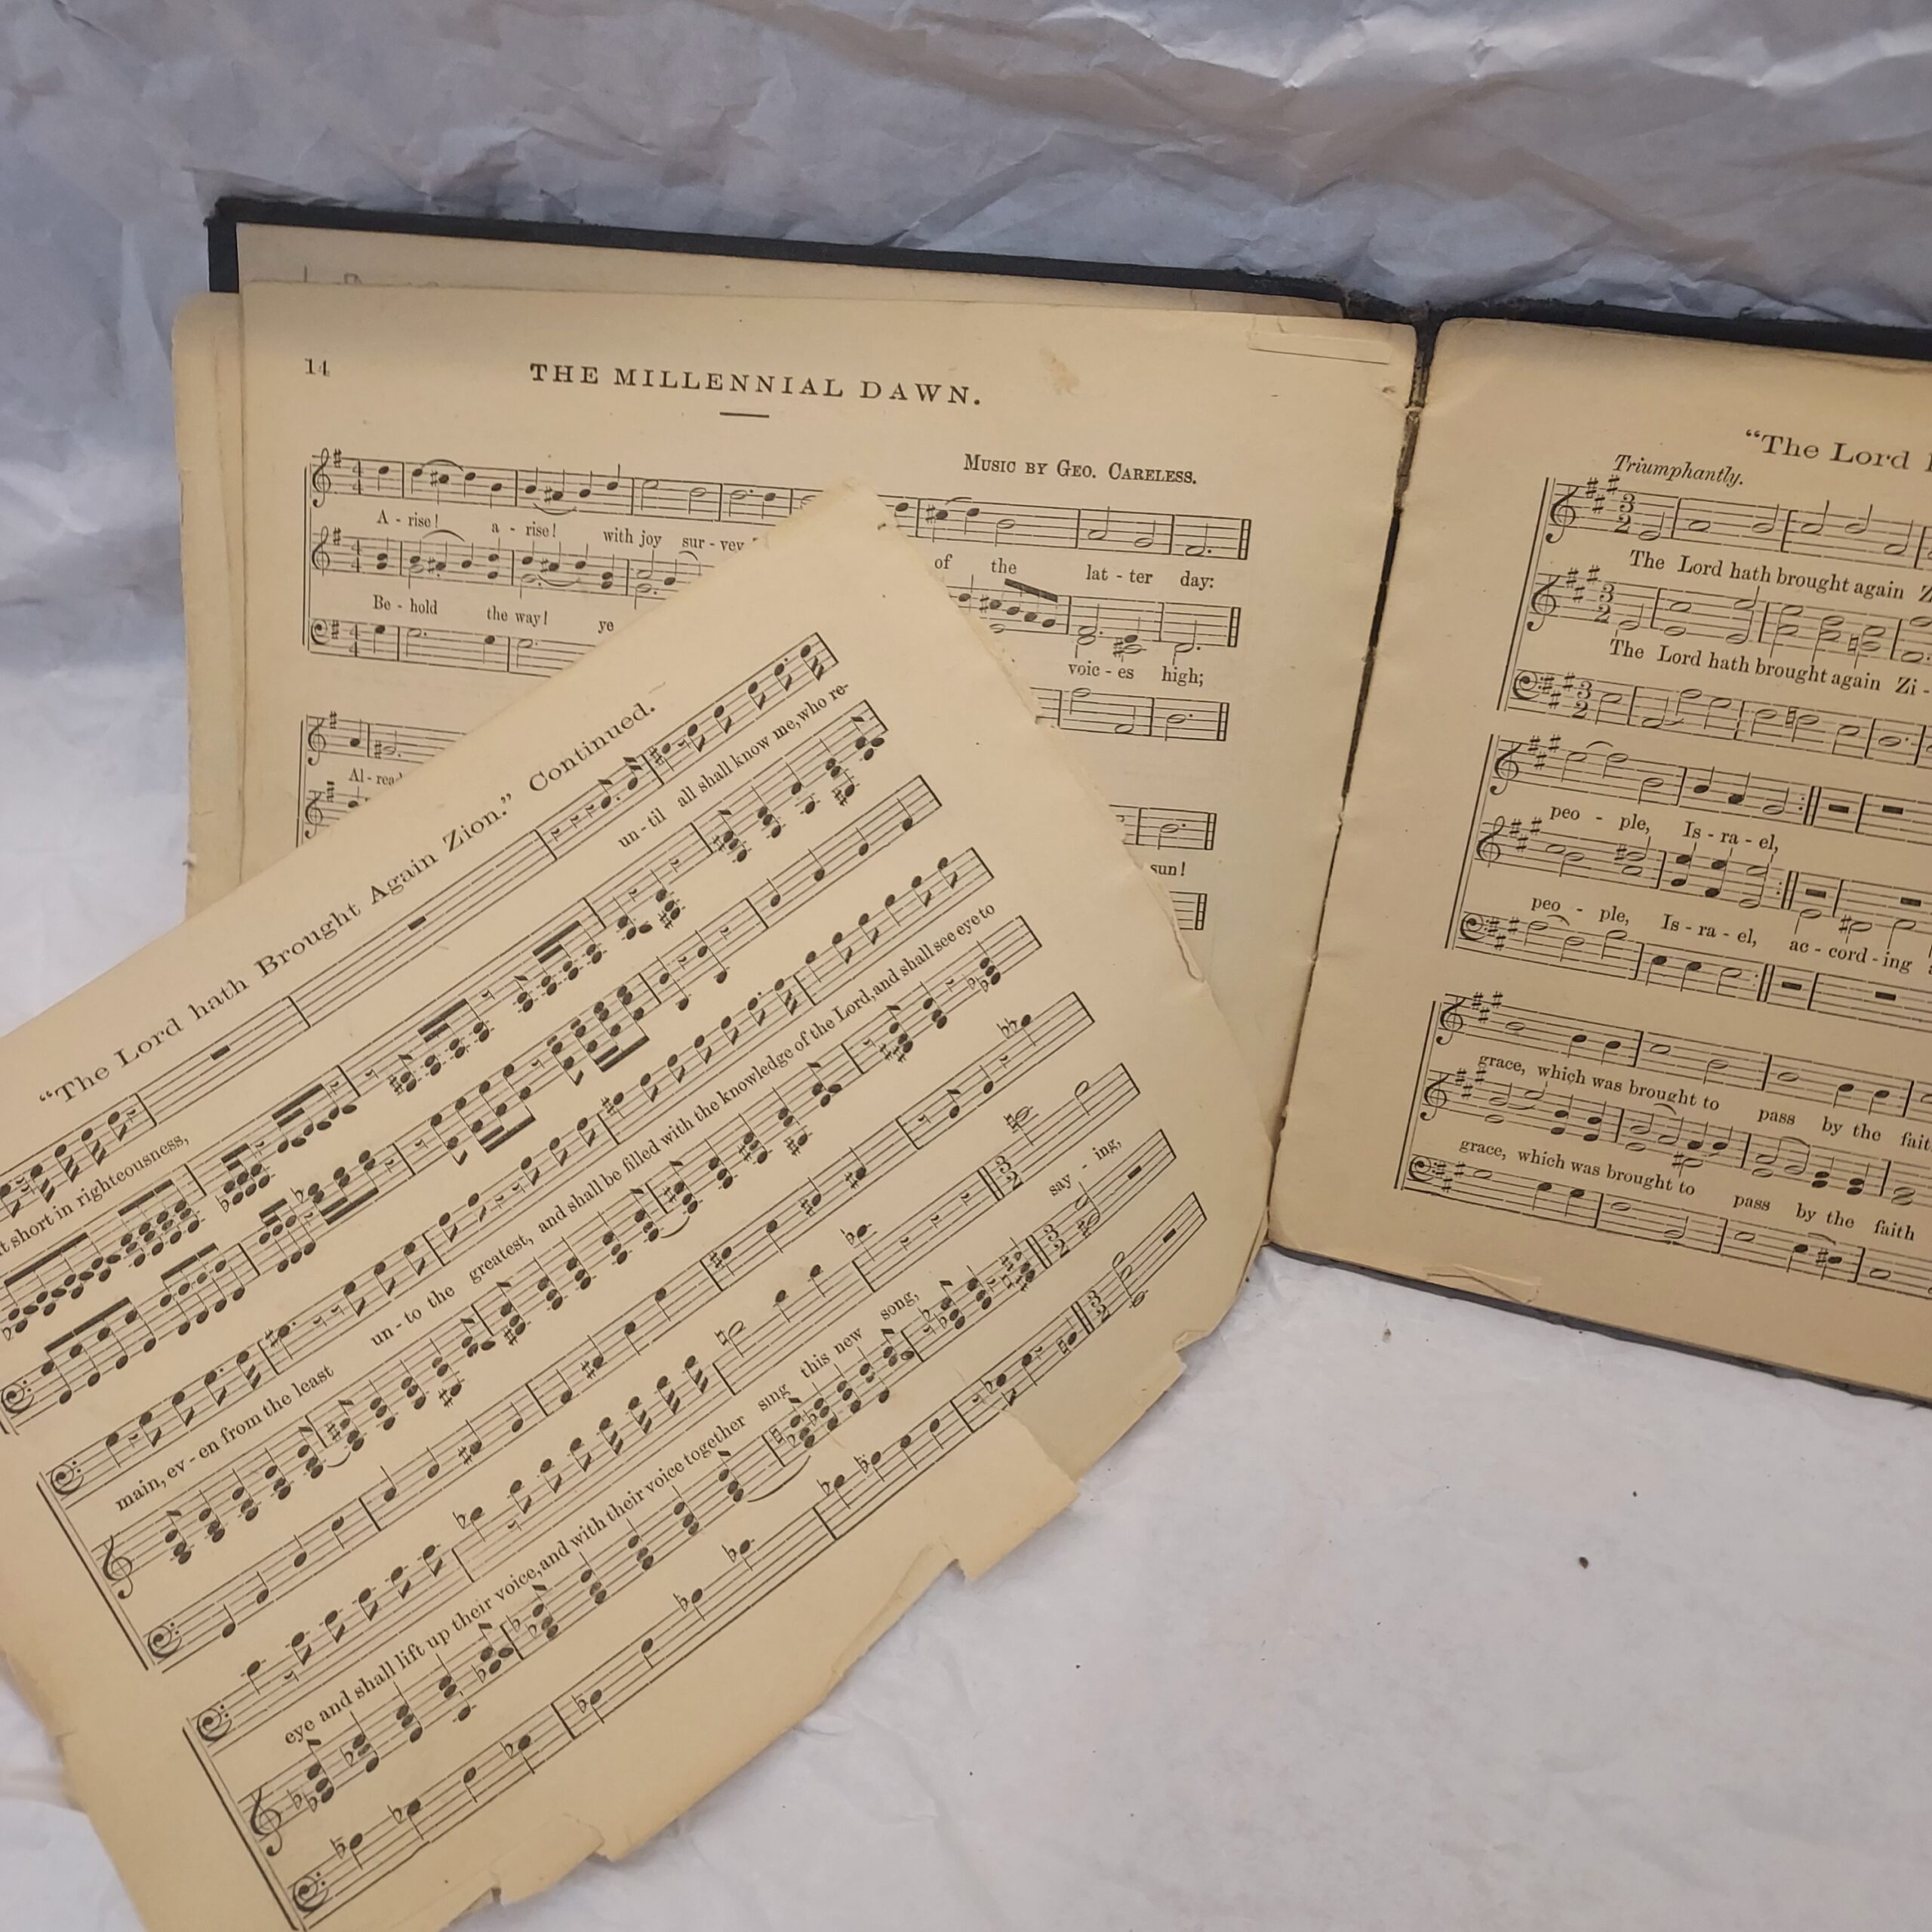 14
THE MILLENNIAL DAWN.
MUSIC BY GEO. CARELESS.
A - rise! a - rise! with joy sur - vey
of the lat - ter day:
Be - hold the way! ye
voic - es high;
sun!
"The Lord hath Brought Again Zion." Continued.
short in righteousness,
un - til all shall know me, who re-
main, ev - en from the least un - to the greatest, and shall be filled with the knowledge of the Lord, and shall see eye to
eye and shall lift up their voice, and with their voice together sing this new song, say - ing,
"The Lord
Triumphantly.
The Lord hath brought again
The Lord hath brought again Zi -
peo - ple, Is - ra - el,
peo - ple, Is - ra - el, ac - cord - ing
grace, which was brought to pass by the
grace, which was brought to pass by the faith